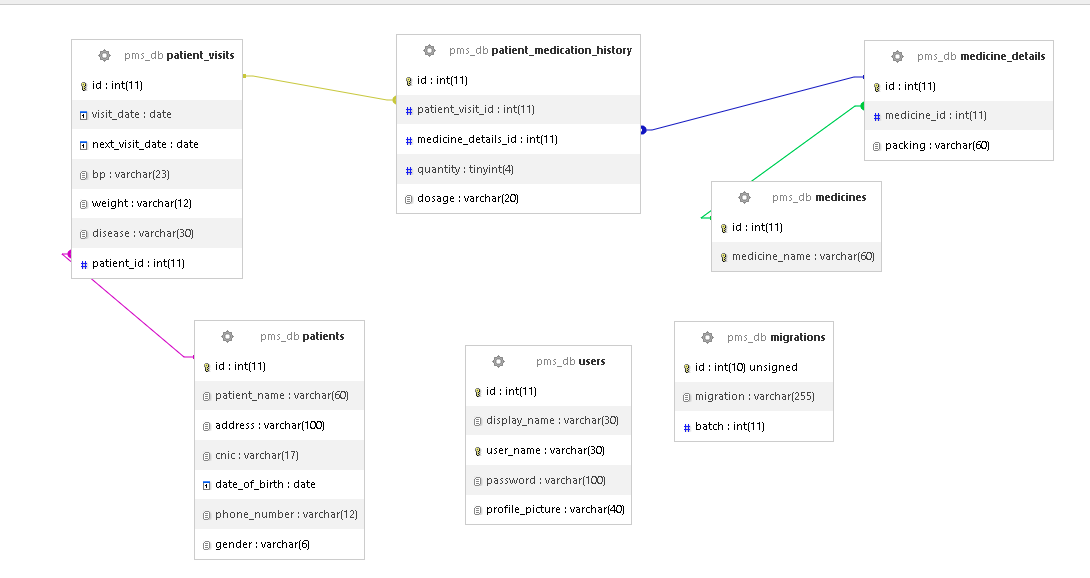 pms_db patient_visits
id : int(11)
visit_date : date
next_visit_date : date
bp : varchar(23)
weight : varchar(12)
disease : varchar(30)
patient_id : int(11)
pms_db patient_medication_history
id : int(11)
patient_visit_id : int(11)
medicine_details_id : int(11)
quantity : tinyint(4)
dosage : varchar(20)
pms_db medicine_details
id : int(11)
medicine_id : int(11)
packing : varchar(60)
pms_db medicines
id : int(11)
medicine_name : varchar(60)
pms_db patients
id : int(11)
patient_name : varchar(60)
address : varchar(100)
cnic : varchar(17)
date_of_birth : date
phone_number : varchar(12)
gender : varchar(6)
pms_db users
id : int(11)
display_name : varchar(30)
user_name : varchar(30)
password : varchar(100)
profile_picture : varchar(40)
pms_db migrations
id : int(10) unsigned
migration : varchar(255)
batch : int(11)